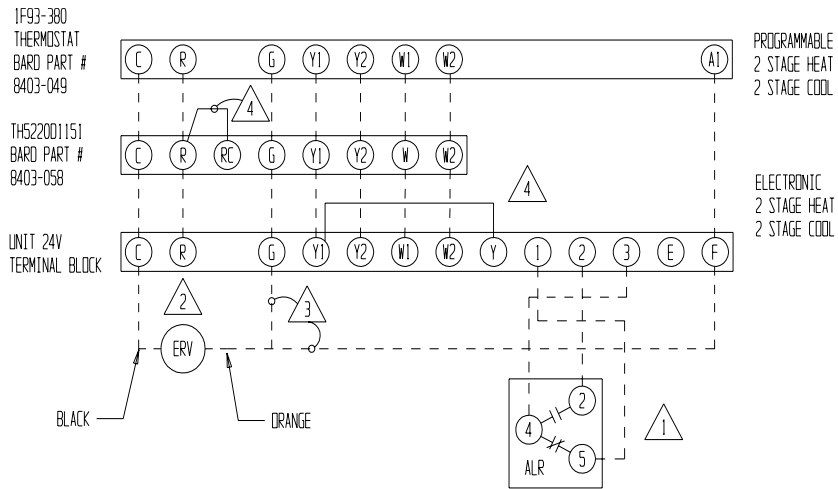 1F93-380
THERMOSTAT
BARD PART #
8403-049
C R G Y1 Y2 W1 W2 A1
PROGRAMMABLE
2 STAGE HEAT
2 STAGE COOL
4
TH5220D1151
BARD PART #
8403-058
C R RC G Y1 Y2 W W2
4
ELECTRONIC
2 STAGE HEAT
2 STAGE COOL
UNIT 24V
TERMINAL BLOCK
C R G Y1 Y2 W1 W2 Y 1 2 3 E F
2
3
ERV
BLACK
ORANGE
2
4
5
ALR
1